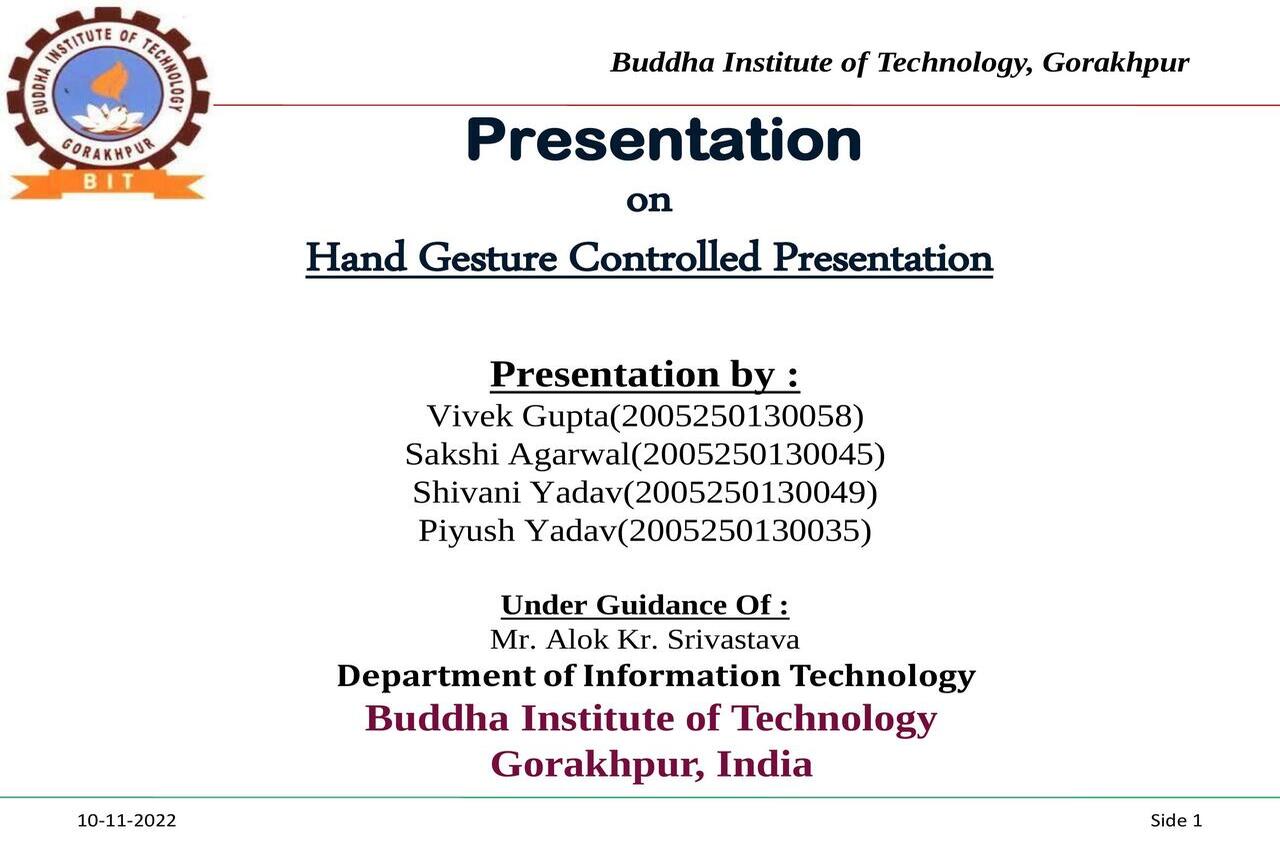 BUDDHA INSTITUTE OF TECHNOLOGY
GORAKHPUR
BIT
Buddha Institute of Technology, Gorakhpur
Presentation
on
Hand Gesture Controlled Presentation
Presentation by :
Vivek Gupta(2005250130058)
Sakshi Agarwal(2005250130045)
Shivani Yadav(2005250130049)
Piyush Yadav(2005250130035)
Under Guidance Of :
Mr. Alok Kr. Srivastava
Department of Information Technology
Buddha Institute of Technology
Gorakhpur, India
10-11-2022
Side 1